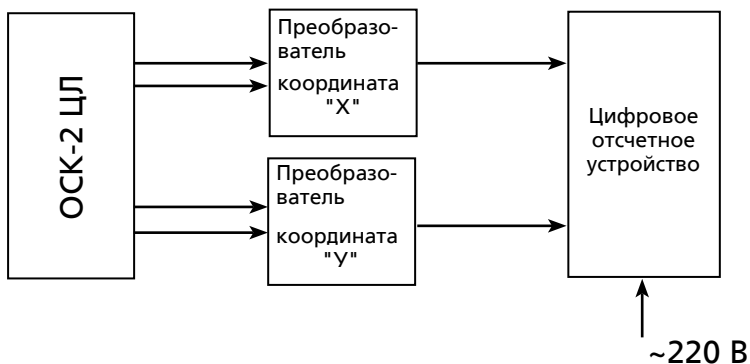 ОСК-2 ЦЛ
Преобразо-
ватель
координата
"Х"
Преобразо-
ватель
координата
"У"
Цифровое
отсчетное
устройство
~220 В